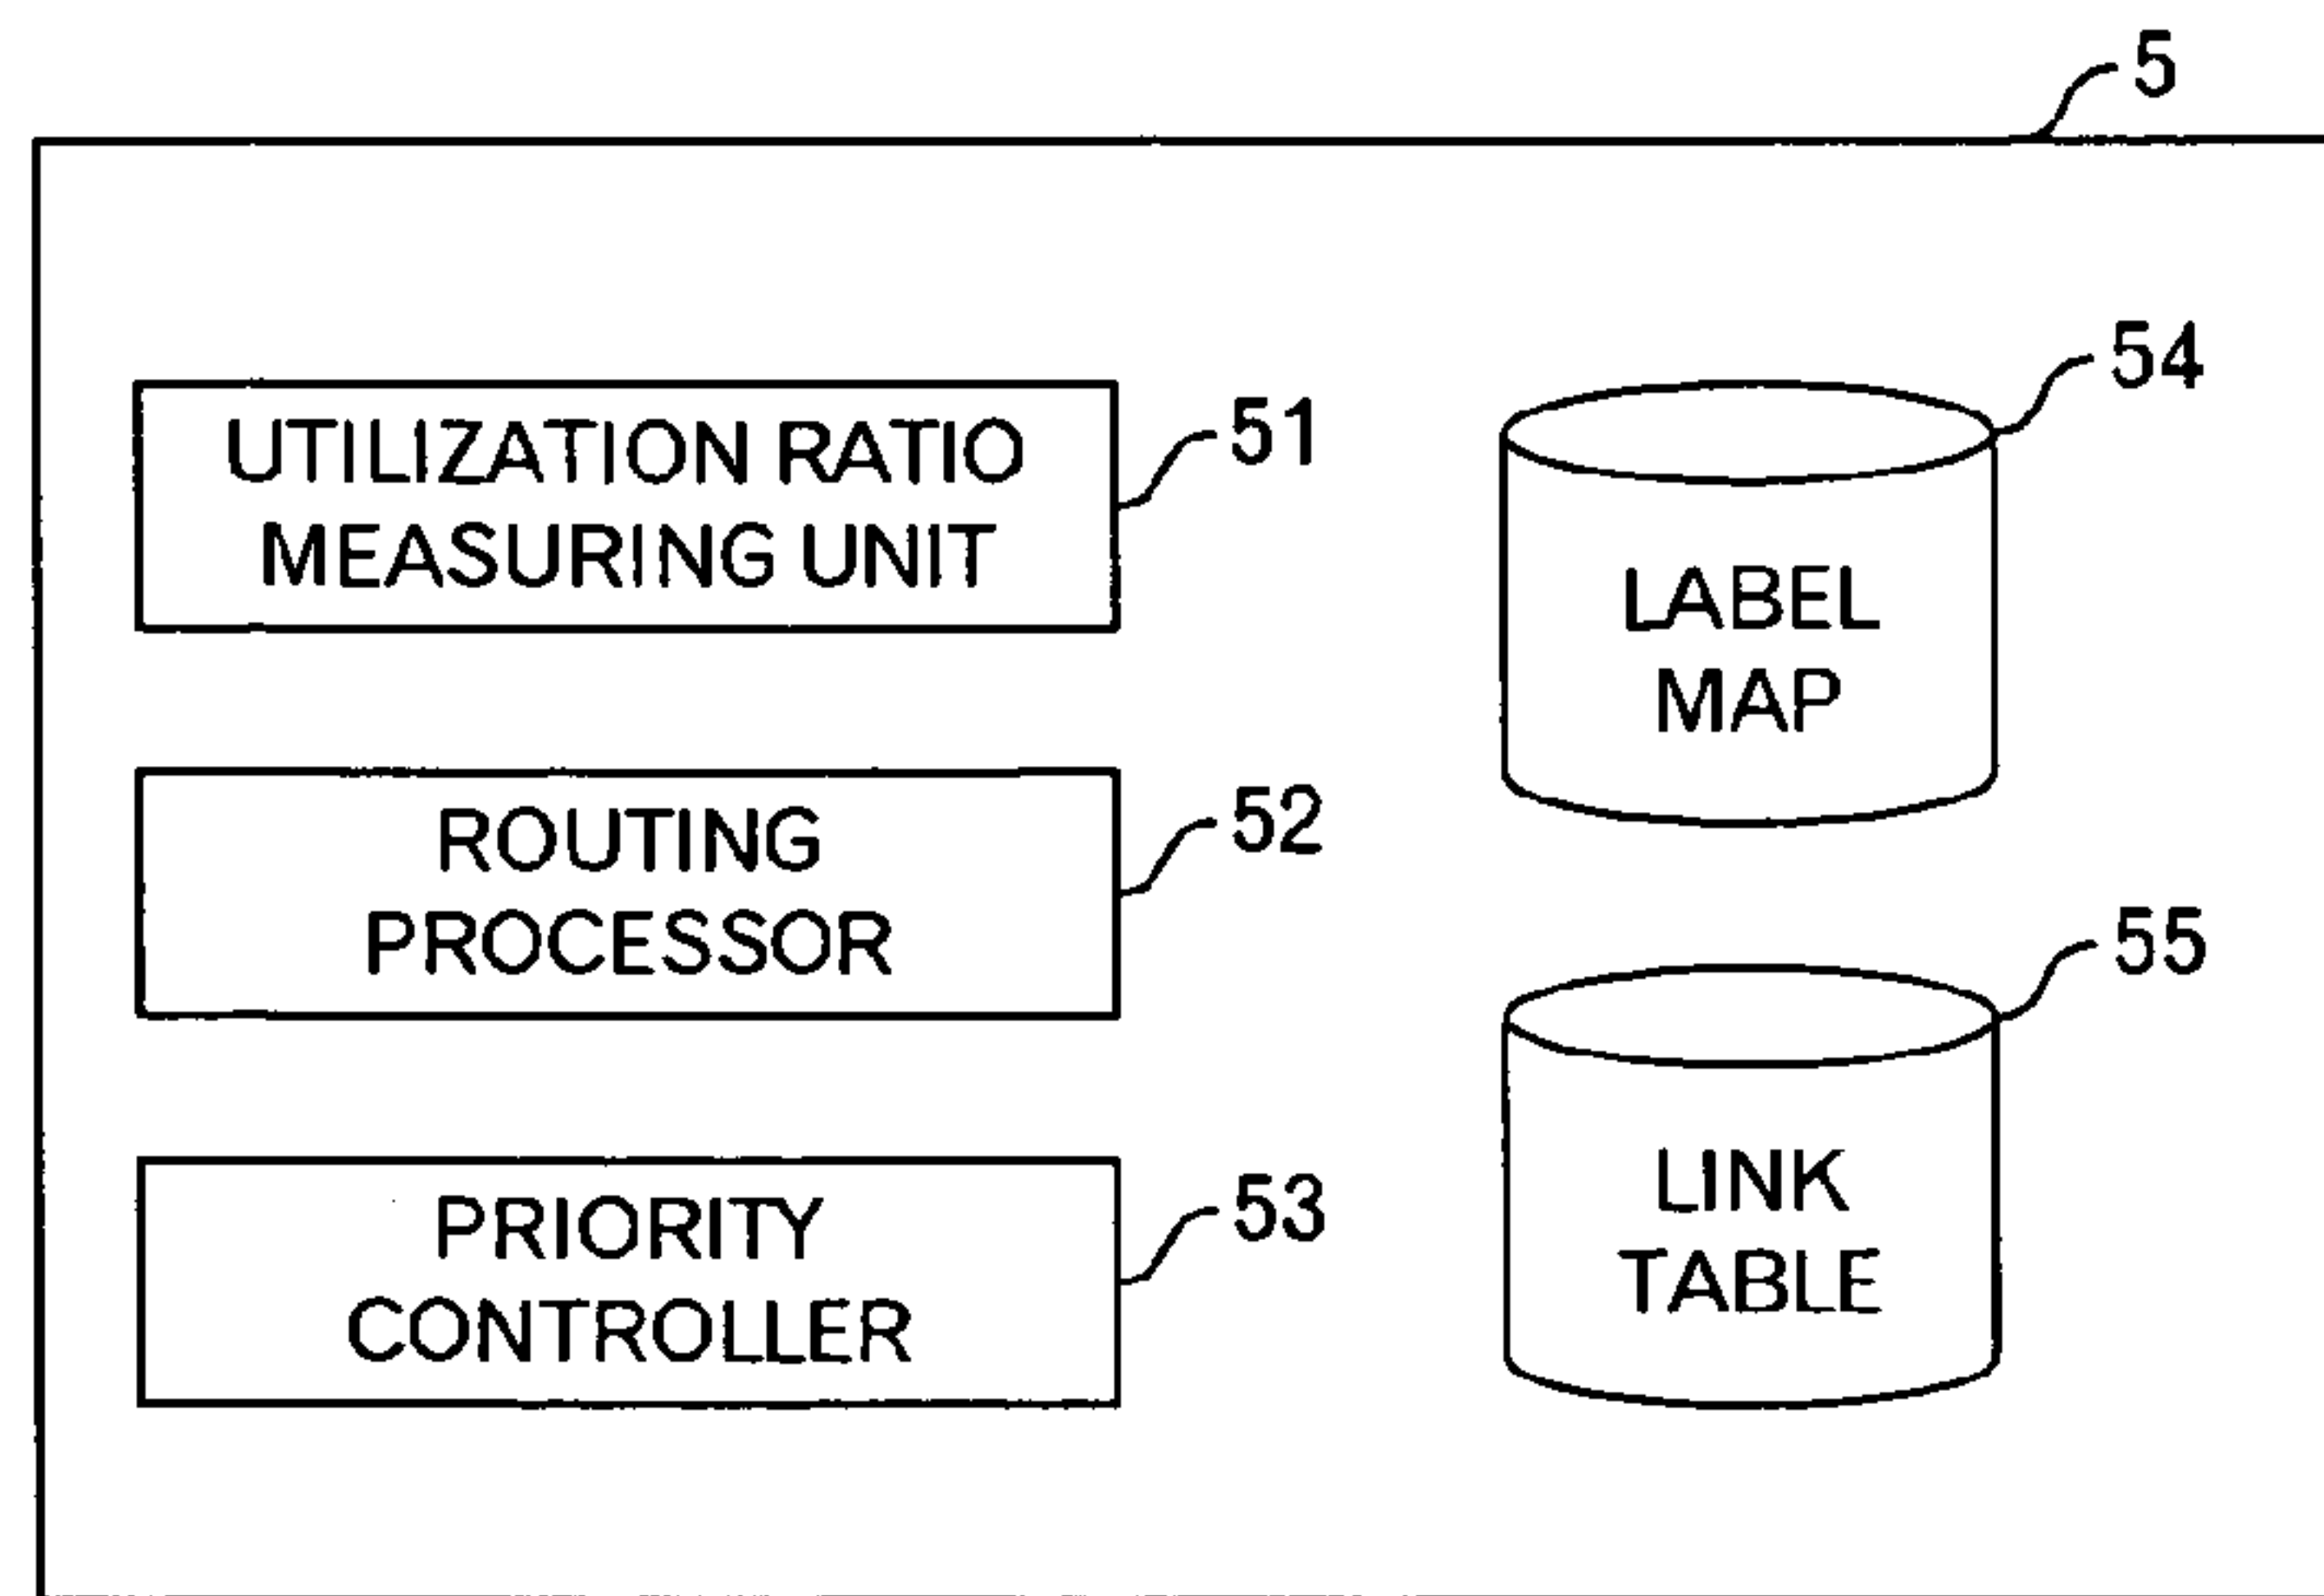 5
UTILIZATION RATIO
MEASURING UNIT
51
ROUTING
PROCESSOR
52
PRIORITY
CONTROLLER
53
LABEL
MAP
54
LINK
TABLE
55